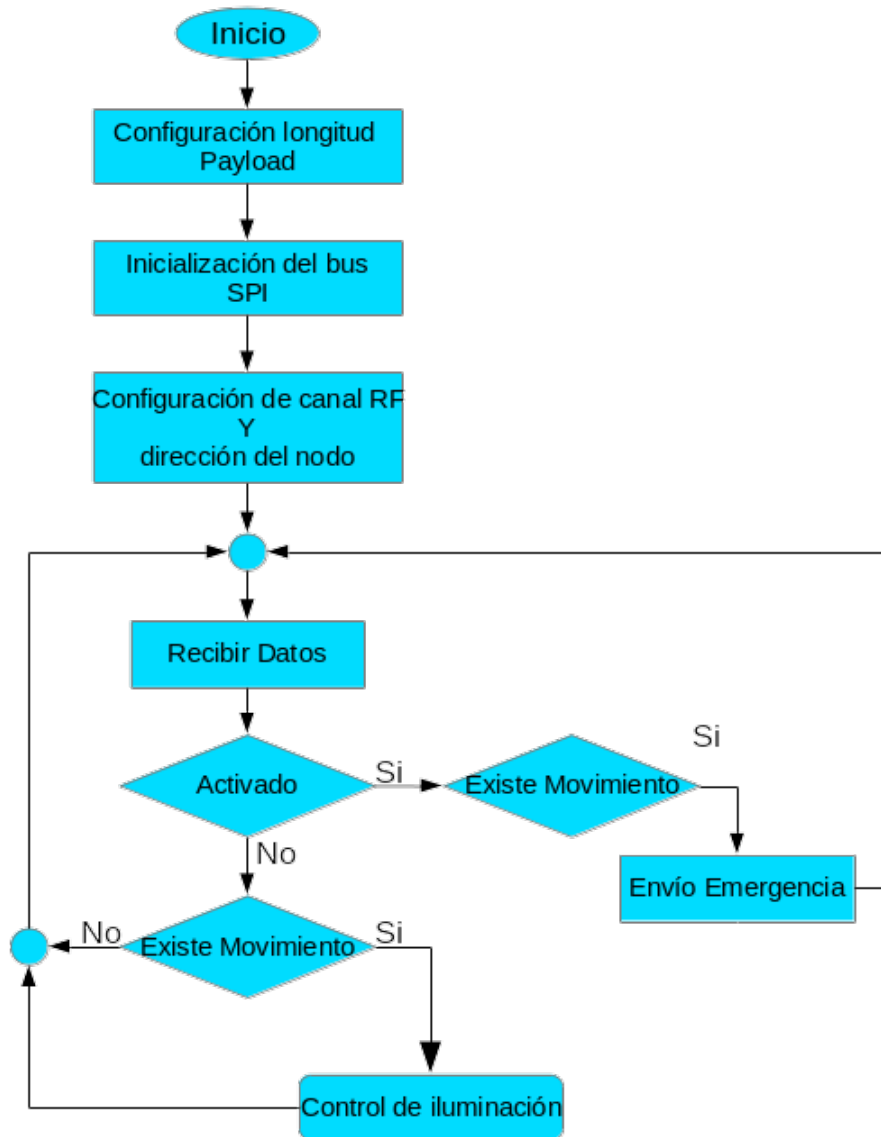 Inicio
Configuración longitud
Payload
Inicialización del bus
SPI
Configuración de canal RF
Y
dirección del nodo
Recibir Datos
Activado
Si
Existe Movimiento
Si
Envío Emergencia
No
Existe Movimiento
No
Si
Control de iluminación